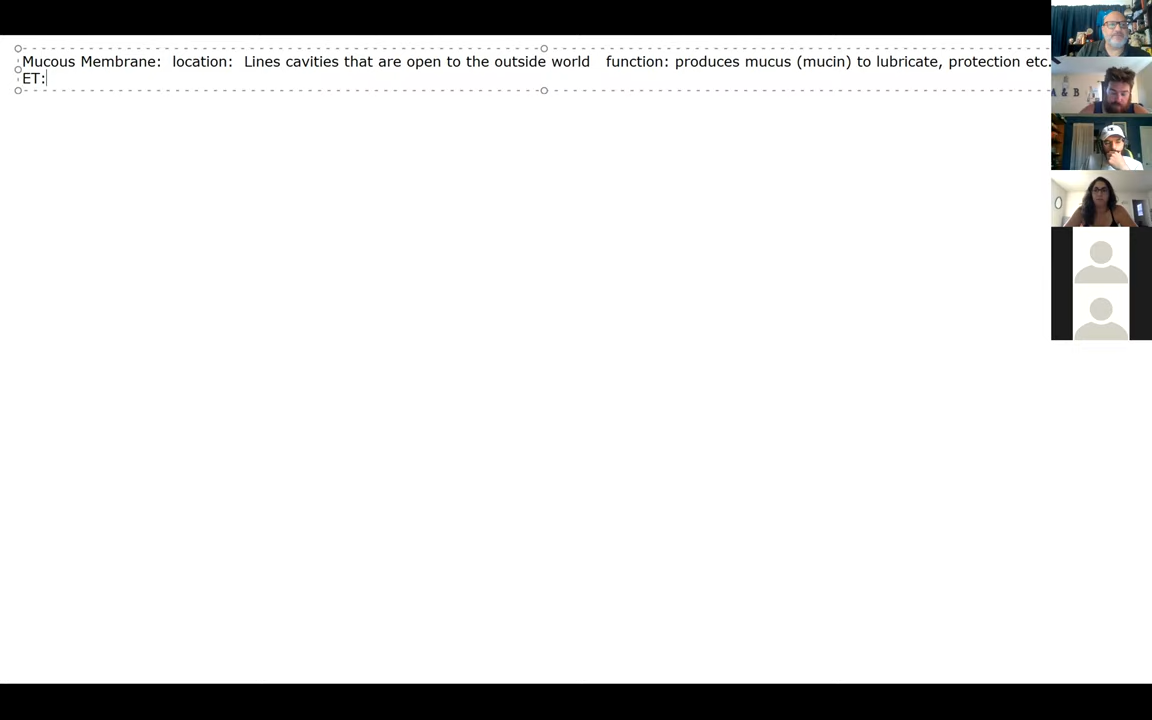 Mucous Membrane:  location:  Lines cavities that are open to the outside world   function: produces mucus (mucin) to lubricate, protection etc.
ET:
A & B